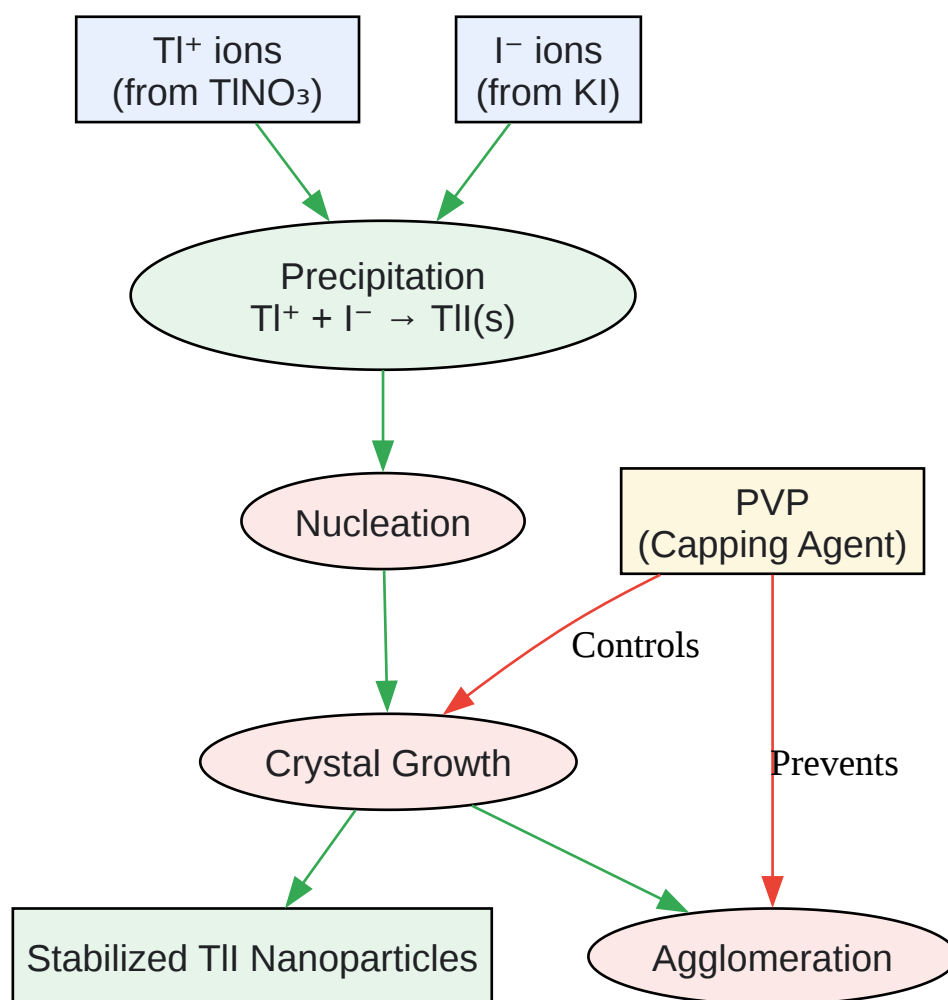 Tl⁺ ions
(from TlNO₃)
I⁻ ions
(from KI)
Precipitation
Tl⁺ + I⁻ → TlI(s)
Nucleation
PVP
(Capping Agent)
Controls
Crystal Growth
Prevents
Stabilized TlI Nanoparticles
Agglomeration